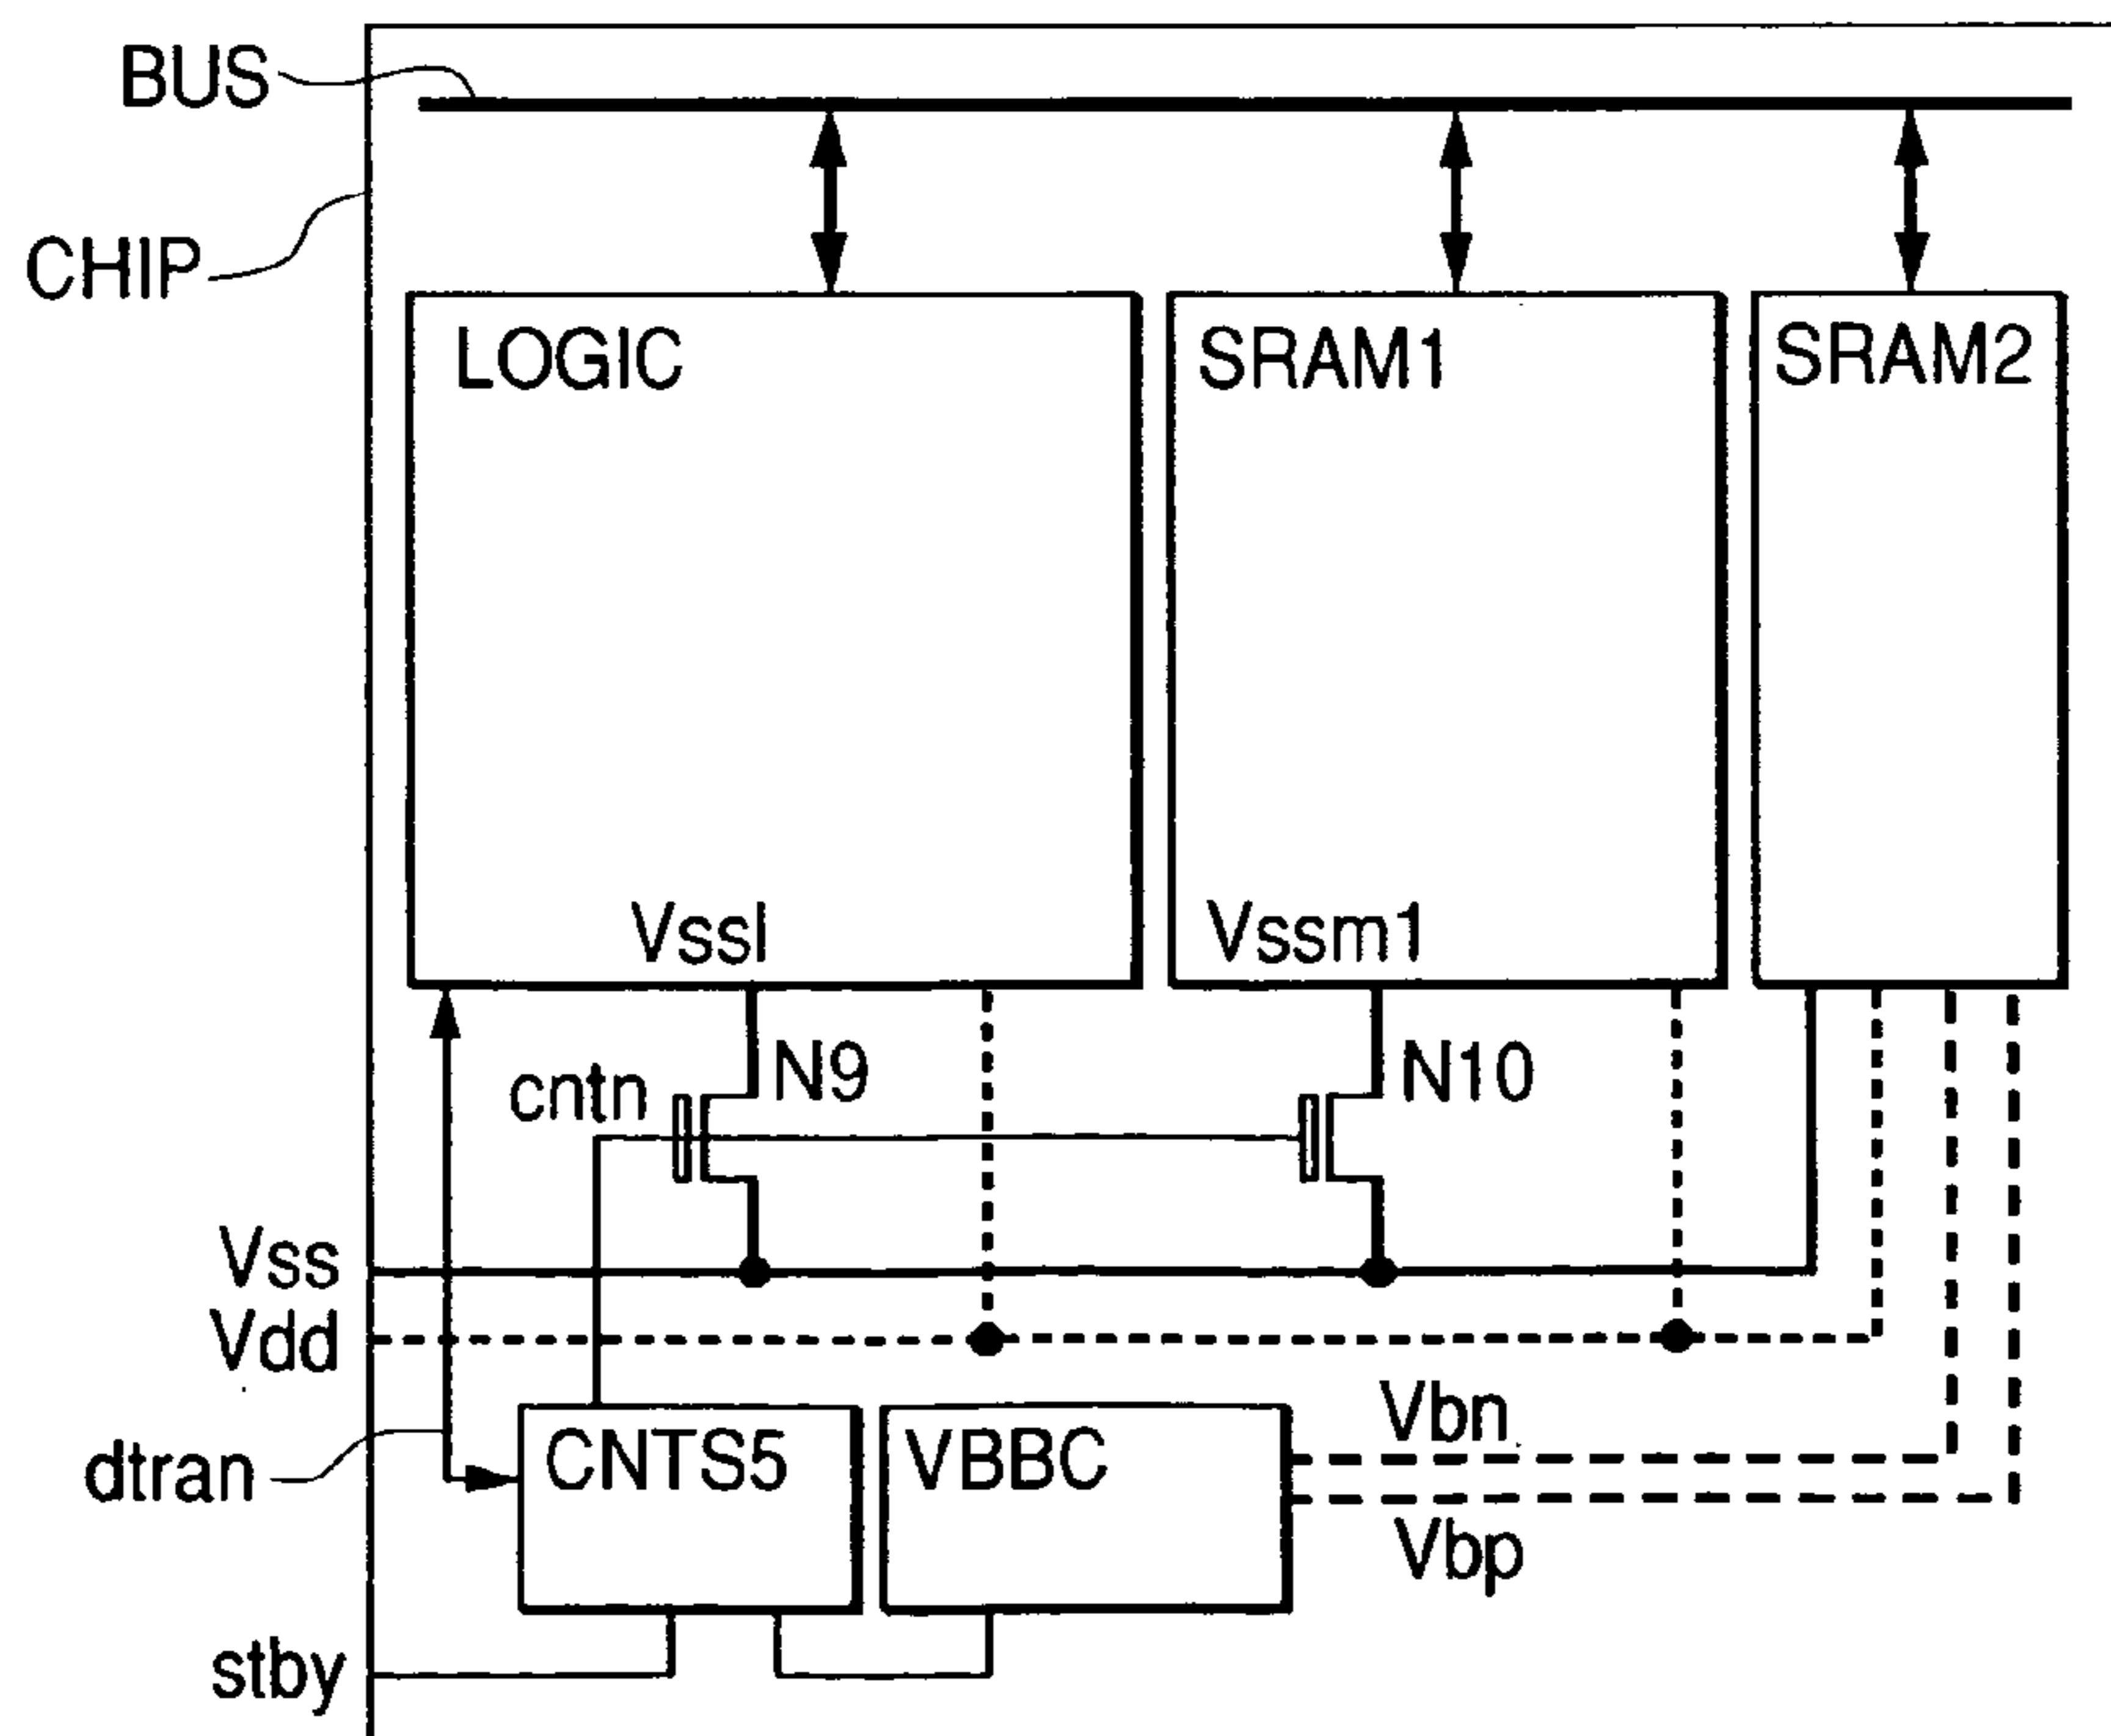 BUS
CHIP
LOGIC
SRAM1
SRAM2
Vssl
Vssm1
cntn
N9
N10
Vss
Vdd
dtran
CNTS5
VBBC
Vbn
Vbp
stby